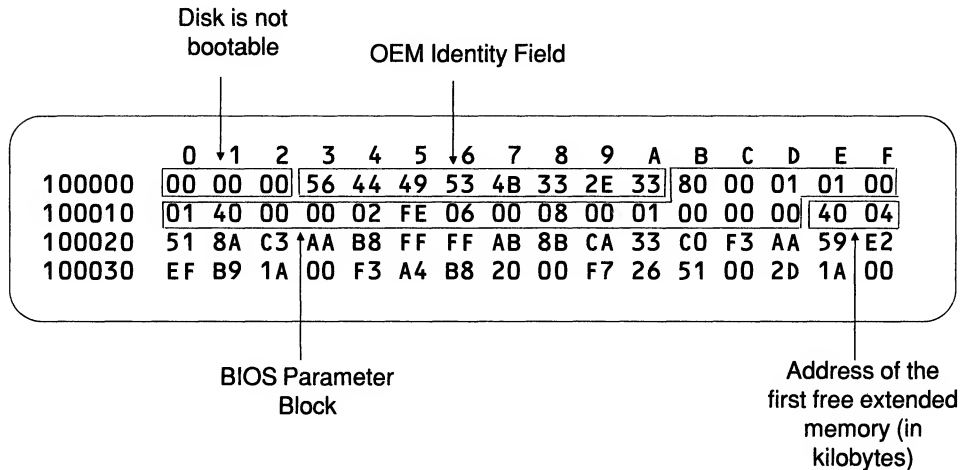 Disk is not
bootable
OEM Identity Field
0 1 2 3 4 5 6 7 8 9 A B C D E F
100000 00 00 00 56 44 49 53 4B 33 2E 33 80 00 01 01 00
100010 01 40 00 00 02 FE 06 00 08 00 01 00 00 00 40 04
100020 51 8A C3 AA B8 FF FF AB 8B CA 33 C0 F3 AA 59 E2
100030 EF B9 1A 00 F3 A4 B8 20 00 F7 26 51 00 2D 1A 00
BIOS Parameter
Block
Address of the
first free extended
memory (in
kilobytes)